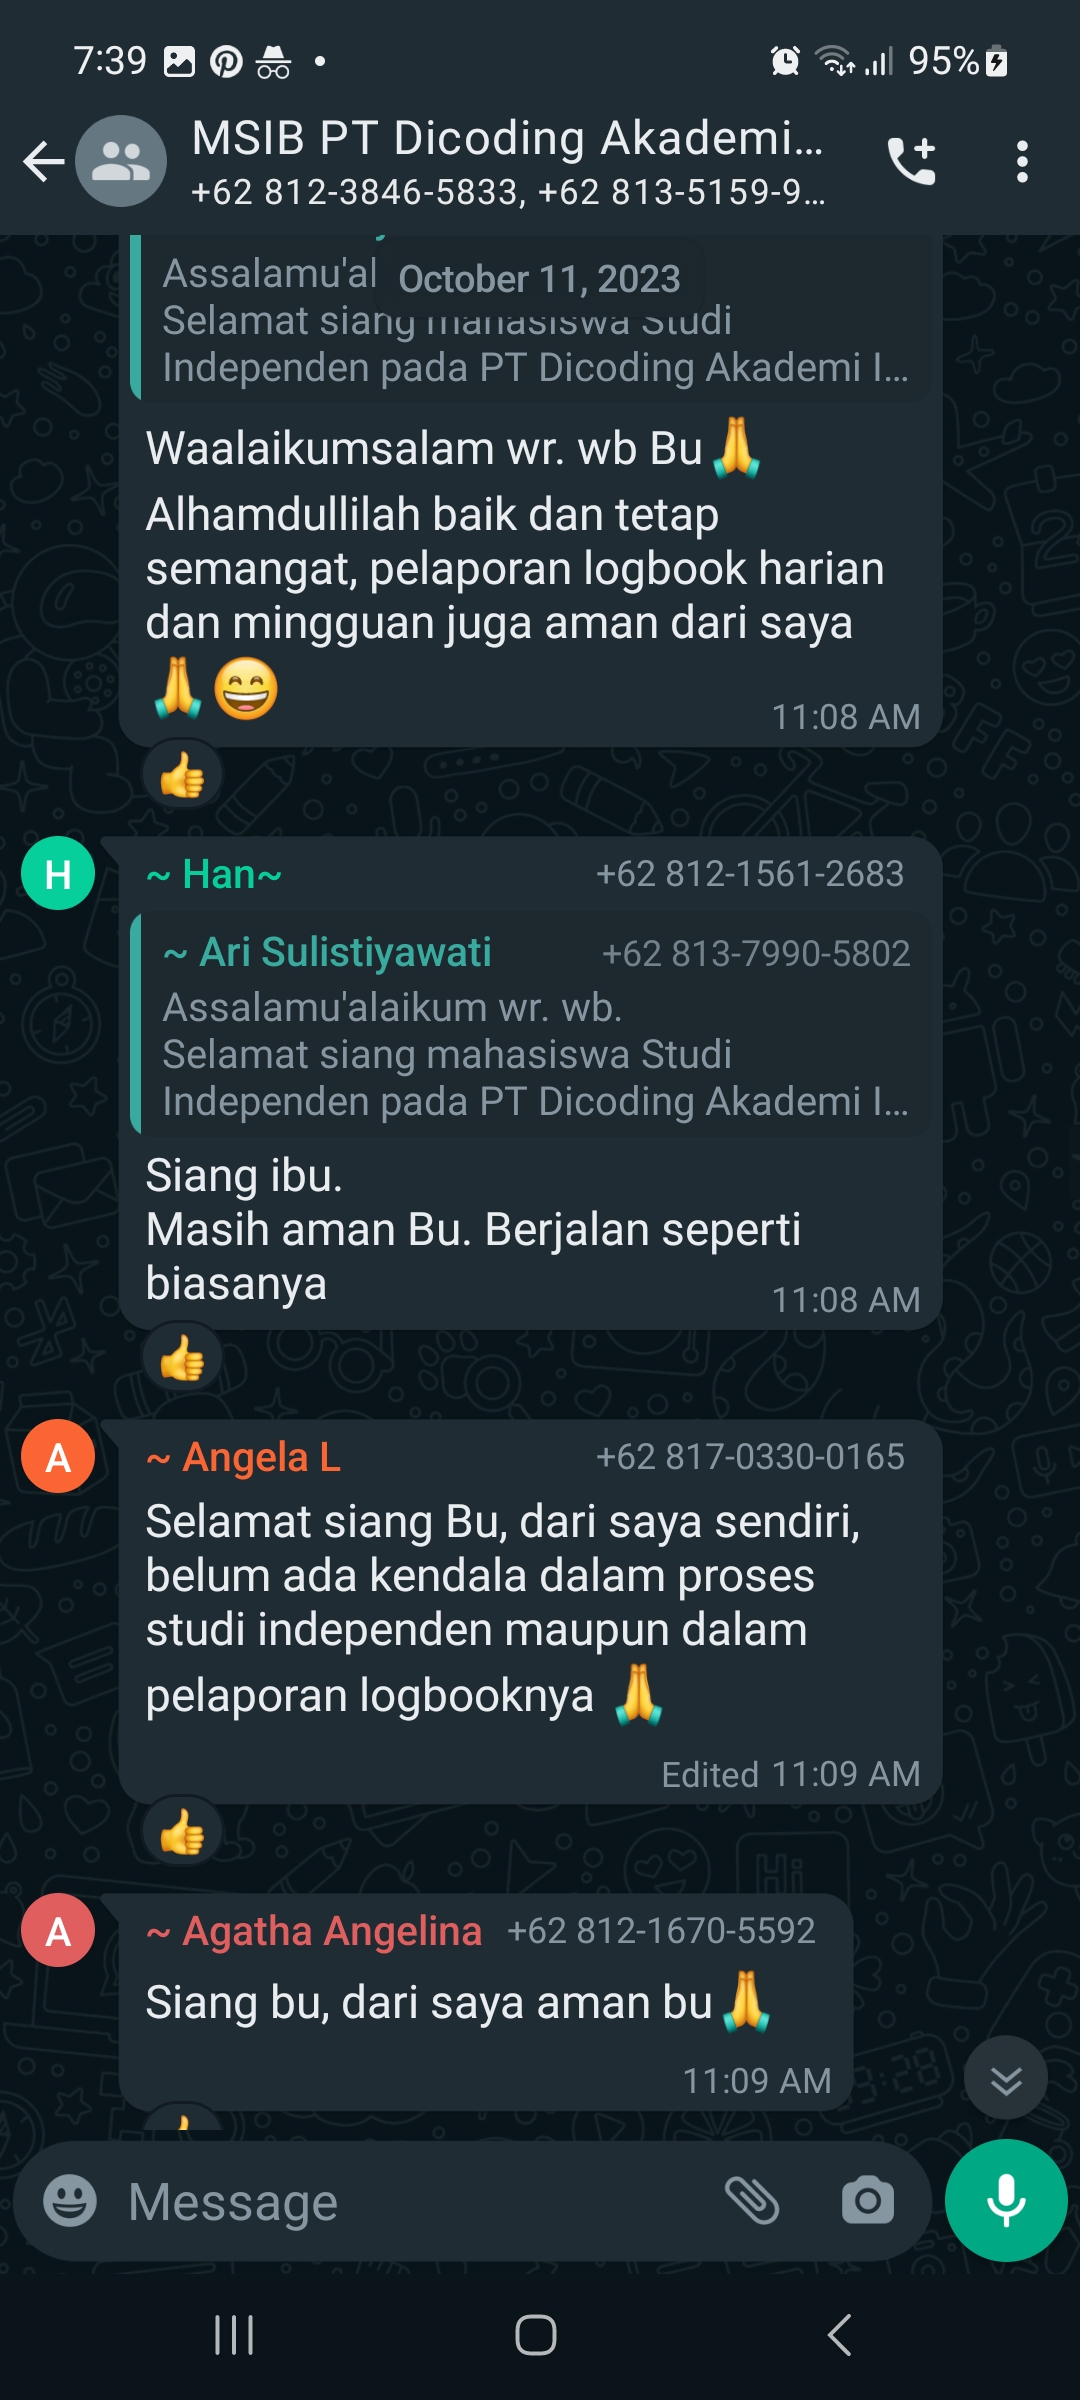 7:39
95%
MSIB PT Dicoding Akademi...
+62 812-3846-5833, +62 813-5159-9...
October 11, 2023
Assalamu'al
Selamat siang mahasiswa Studi
Independen pada PT Dicoding Akademi I...
Waalaikumsalam wr. wb Bu🙏
Alhamdullilah baik dan tetap
semangat, pelaporan logbook harian
dan mingguan juga aman dari saya
🙏😄
11:08 AM
👍
H
~ Han~ +62 812-1561-2683
~ Ari Sulistiyawati +62 813-7990-5802
Assalamu'alaikum wr. wb.
Selamat siang mahasiswa Studi
Independen pada PT Dicoding Akademi I...
Siang ibu.
Masih aman Bu. Berjalan seperti
biasanya
11:08 AM
👍
A
~ Angela L +62 817-0330-0165
Selamat siang Bu, dari saya sendiri,
belum ada kendala dalam proses
studi independen maupun dalam
pelaporan logbooknya 🙏
Edited 11:09 AM
👍
A
~ Agatha Angelina +62 812-1670-5592
Siang bu, dari saya aman bu🙏
11:09 AM
Message